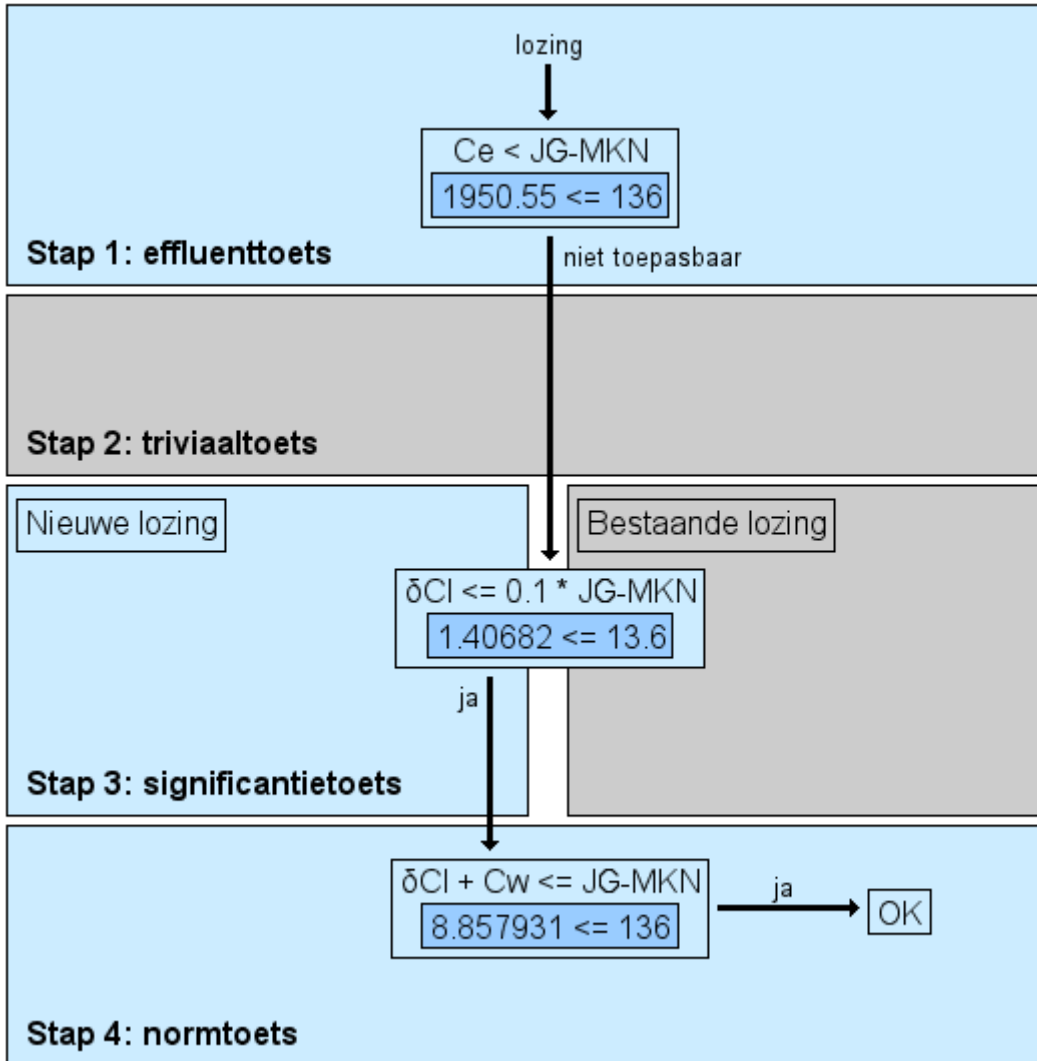 lozing
Ce < JG-MKN
1950.55 <= 136
Stap 1: effluenttoets
niet toepasbaar
Stap 2: triviaaltoets
Nieuwe lozing
Bestaande lozing
δCl <= 0.1 * JG-MKN
1.40682 <= 13.6
ja
Stap 3: significantietoets
δCl + Cw <= JG-MKN
8.857931 <= 136
ja
OK
Stap 4: normtoets